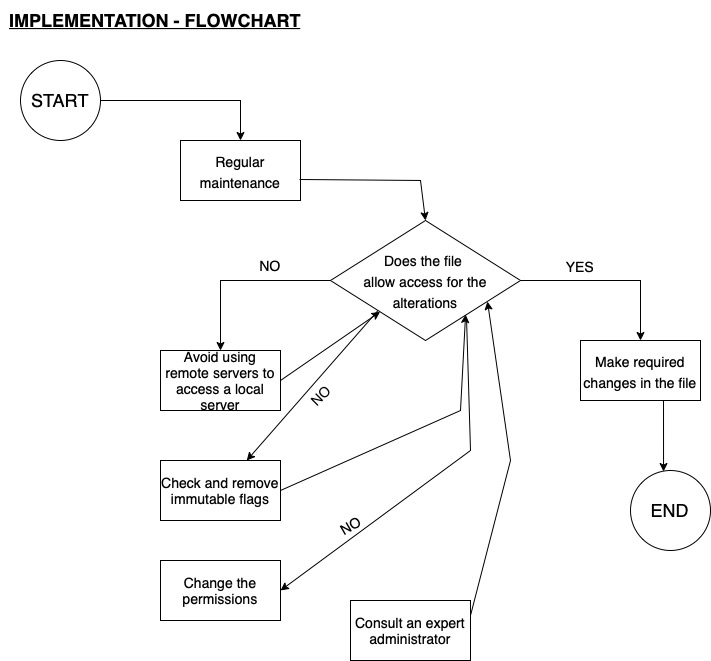 IMPLEMENTATION - FLOWCHART
START
Regular
maintenance
Does the file
allow access for the
alterations
NO
YES
Avoid using
remote servers to
access a local
server
Make required
changes in the file
NO
Check and remove
immutable flags
END
NO
Change the
permissions
Consult an expert
administrator